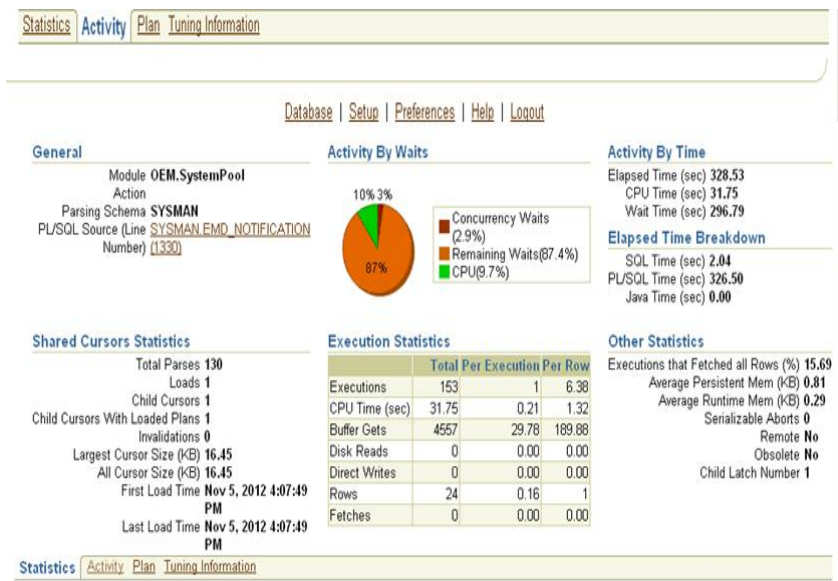 Statistics Activity Plan Tuning Information
Database | Setup | Preferences | Help | Logout
General
Module OEM.SystemPool
Action
Parsing Schema SYSMAN
PL/SQL Source (Line SYSMAN.EMD_NOTIFICATION
Number) (1330)
Activity By Waits
10% 3%
87%
Concurrency Waits
(2.9%)
Remaining Waits(87.4%)
CPU(9.7%)
Activity By Time
Elapsed Time (sec) 328.53
CPU Time (sec) 31.75
Wait Time (sec) 296.79
Elapsed Time Breakdown
SQL Time (sec) 2.04
PL/SQL Time (sec) 326.50
Java Time (sec) 0.00
Shared Cursors Statistics
Total Parses 130
Loads 1
Child Cursors 1
Child Cursors With Loaded Plans 1
Invalidations 0
Largest Cursor Size (KB) 16.45
All Cursor Size (KB) 16.45
First Load Time Nov 5, 2012 4:07:49
PM
Last Load Time Nov 5, 2012 4:07:49
PM
Execution Statistics
Total Per Execution Per Row
Executions 153 1 6.38
CPU Time (sec) 31.75 0.21 1.32
Buffer Gets 4557 29.78 189.88
Disk Reads 0 0.00 0.00
Direct Writes 0 0.00 0.00
Rows 24 0.16 1
Fetches 0 0.00 0.00
Other Statistics
Executions that Fetched all Rows (%) 15.69
Average Persistent Mem (KB) 0.81
Average Runtime Mem (KB) 0.29
Serializable Aborts 0
Remote No
Obsolete No
Child Latch Number 1
Statistics Activity Plan Tuning Information